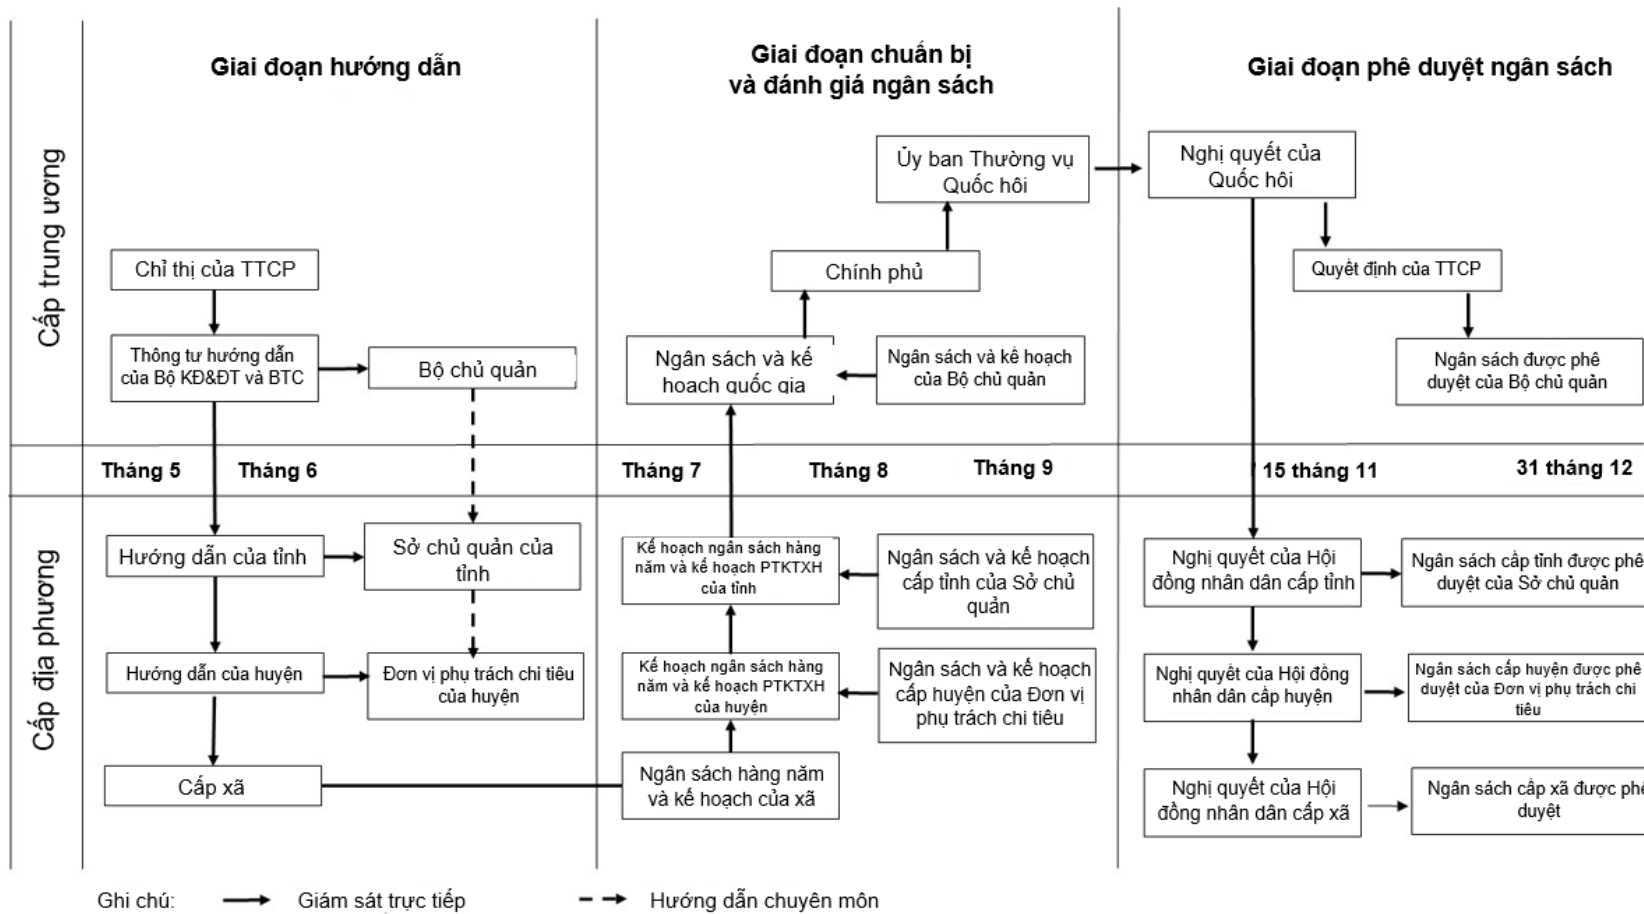 Giai đoạn hướng dẫn
Giai đoạn chuẩn bị
và đánh giá ngân sách
Giai đoạn phê duyệt ngân sách
Cấp trung ương
Ủy ban Thường vụ
Quốc hôi
Nghị quyết của
Quốc hôi
Chỉ thị của TTCP
Chính phủ
Quyết định của TTCP
Thông tư hướng dẫn
của Bộ KĐ&ĐT và BTC
Bộ chủ quản
Ngân sách và kế
hoạch quốc gia
Ngân sách và kế hoạch
của Bộ chủ quản
Ngân sách được phê
duyệt của Bộ chủ quản
Tháng 5
Tháng 6
Tháng 7
Tháng 8
Tháng 9
15 tháng 11
31 tháng 12
Cấp địa phương
Hướng dẫn của tỉnh
Sở chủ quản của
tỉnh
Kế hoạch ngân sách hàng
năm và kế hoạch PTKTXH
của tỉnh
Ngân sách và kế hoạch
cấp tỉnh của Sở chủ
quản
Nghị quyết của Hội
đồng nhân dân cấp tỉnh
Ngân sách cấp tỉnh được phê
duyệt của Sở chủ quản
Hướng dẫn của huyện
Đơn vị phụ trách chi tiêu
của huyện
Kế hoạch ngân sách hàng
năm và kế hoạch PTKTXH
của huyện
Ngân sách và kế hoạch
cấp huyện của Đơn vị
phụ trách chi tiêu
Nghị quyết của Hội đồng
nhân dân cấp huyện
Ngân sách cấp huyện được phê
duyệt của Đơn vị phụ trách chi
tiêu
Cấp xã
Ngân sách hàng năm
và kế hoạch của xã
Nghị quyết của Hội
đồng nhân dân cấp xã
Ngân sách cấp xã được phê
duyệt
Ghi chú:
Giám sát trực tiếp
Hướng dẫn chuyên môn